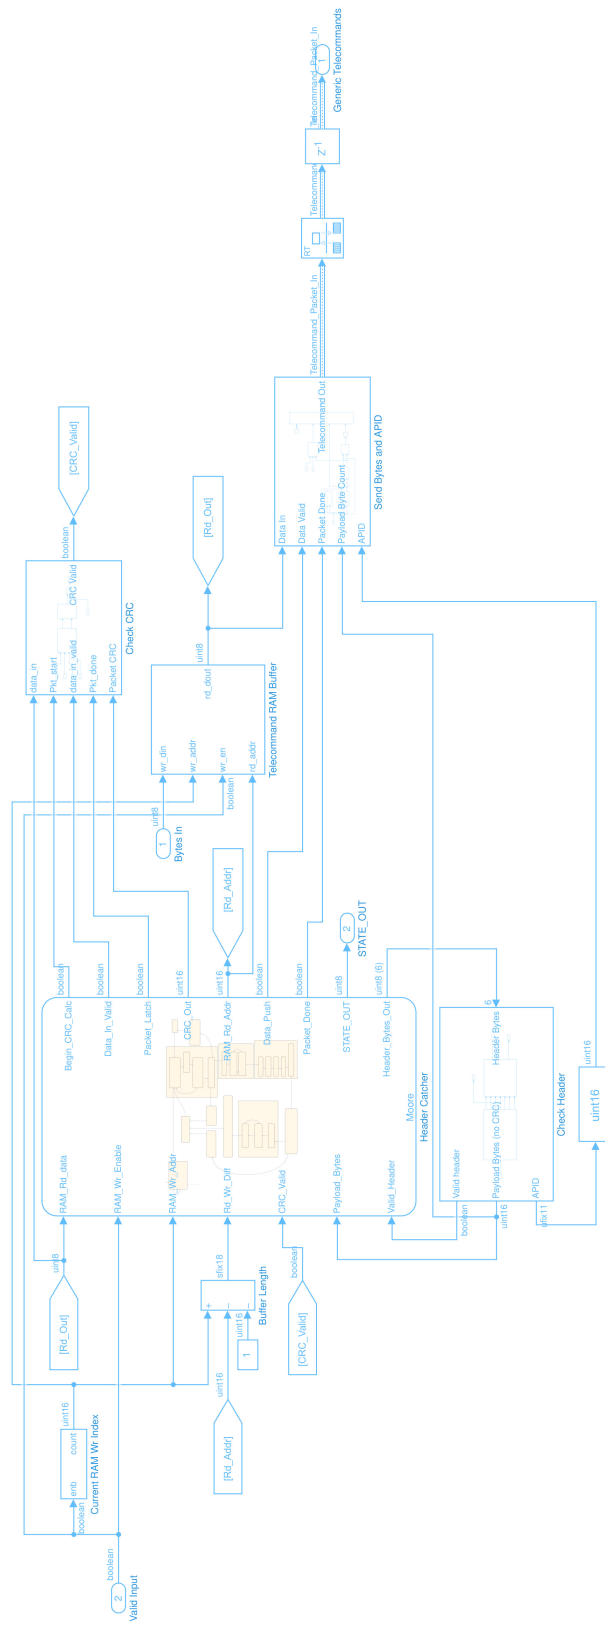 2
Valid Input
boolean
boolean
enb
count
Current RAM Wr Index
uint16
[Rd_Out]
uint8
[Rd_Addr]
uint16
1
uint16
+
−
−
Buffer Length
sfix18
[CRC_Valid]
boolean
RAM_Rd_data
RAM_Wr_Enable
RAM_Wr_Addr
Rd_Wr_Diff
CRC_Valid
Payload_Bytes
Valid_Header
Begin_CRC_Calc
Data_In_Valid
Packet_Latch
CRC_Out
RAM_Rd_Addr
Data_Push
Packet_Done
STATE_OUT
Header_Bytes_Out
Moore
Header Catcher
boolean
boolean
boolean
uint16
uint16
boolean
boolean
uint8
uint8 (6)
Valid header
Payload Bytes (no CRC)
APID
Header Bytes
6
Check Header
boolean
uint16
ufix11
uint16
uint16
2
STATE_OUT
[Rd_Addr]
1
Bytes In
uint8
boolean
wr_din
wr_addr
wr_en
rd_addr
rd_dout
Telecommand RAM Buffer
uint8
[Rd_Out]
data_in
Pkt_start
data_in_valid
Pkt_done
Packet CRC
CRC Valid
Check CRC
boolean
[CRC_Valid]
Data In
Data Valid
Packet Done
Payload Byte Count
APID
Telecommand Out
Send Bytes and APID
Telecommand_Packet_In
RT
Telecommand
Z-1
Telecommand_Packet_In
1
Generic Telecommands